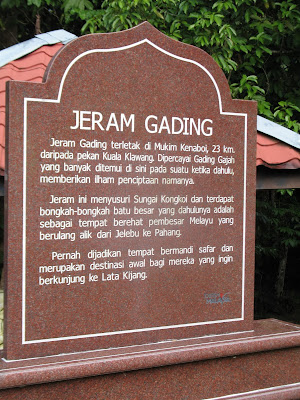 JERAM GADING
Jeram Gading terletak di Mukim Kenaboi, 23 km.
daripada pekan Kuala Klawang. Dipercayai Gading Gajah
yang banyak ditemui di sini pada suatu ketika dahulu,
memberikan ilham penciptaan namanya.
Jeram ini menyusuri Sungai Kongkoi dan terdapat
bongkah-bongkah batu besar yang dahulunya adalah
sebagai tempat berehat pembesar Melayu yang
berulang alik dari Jelebu ke Pahang.
Pernah dijadikan tempat bermandi safar dan
merupakan destinasi awal bagi mereka yang ingin
berkunjung ke Lata Kijang.